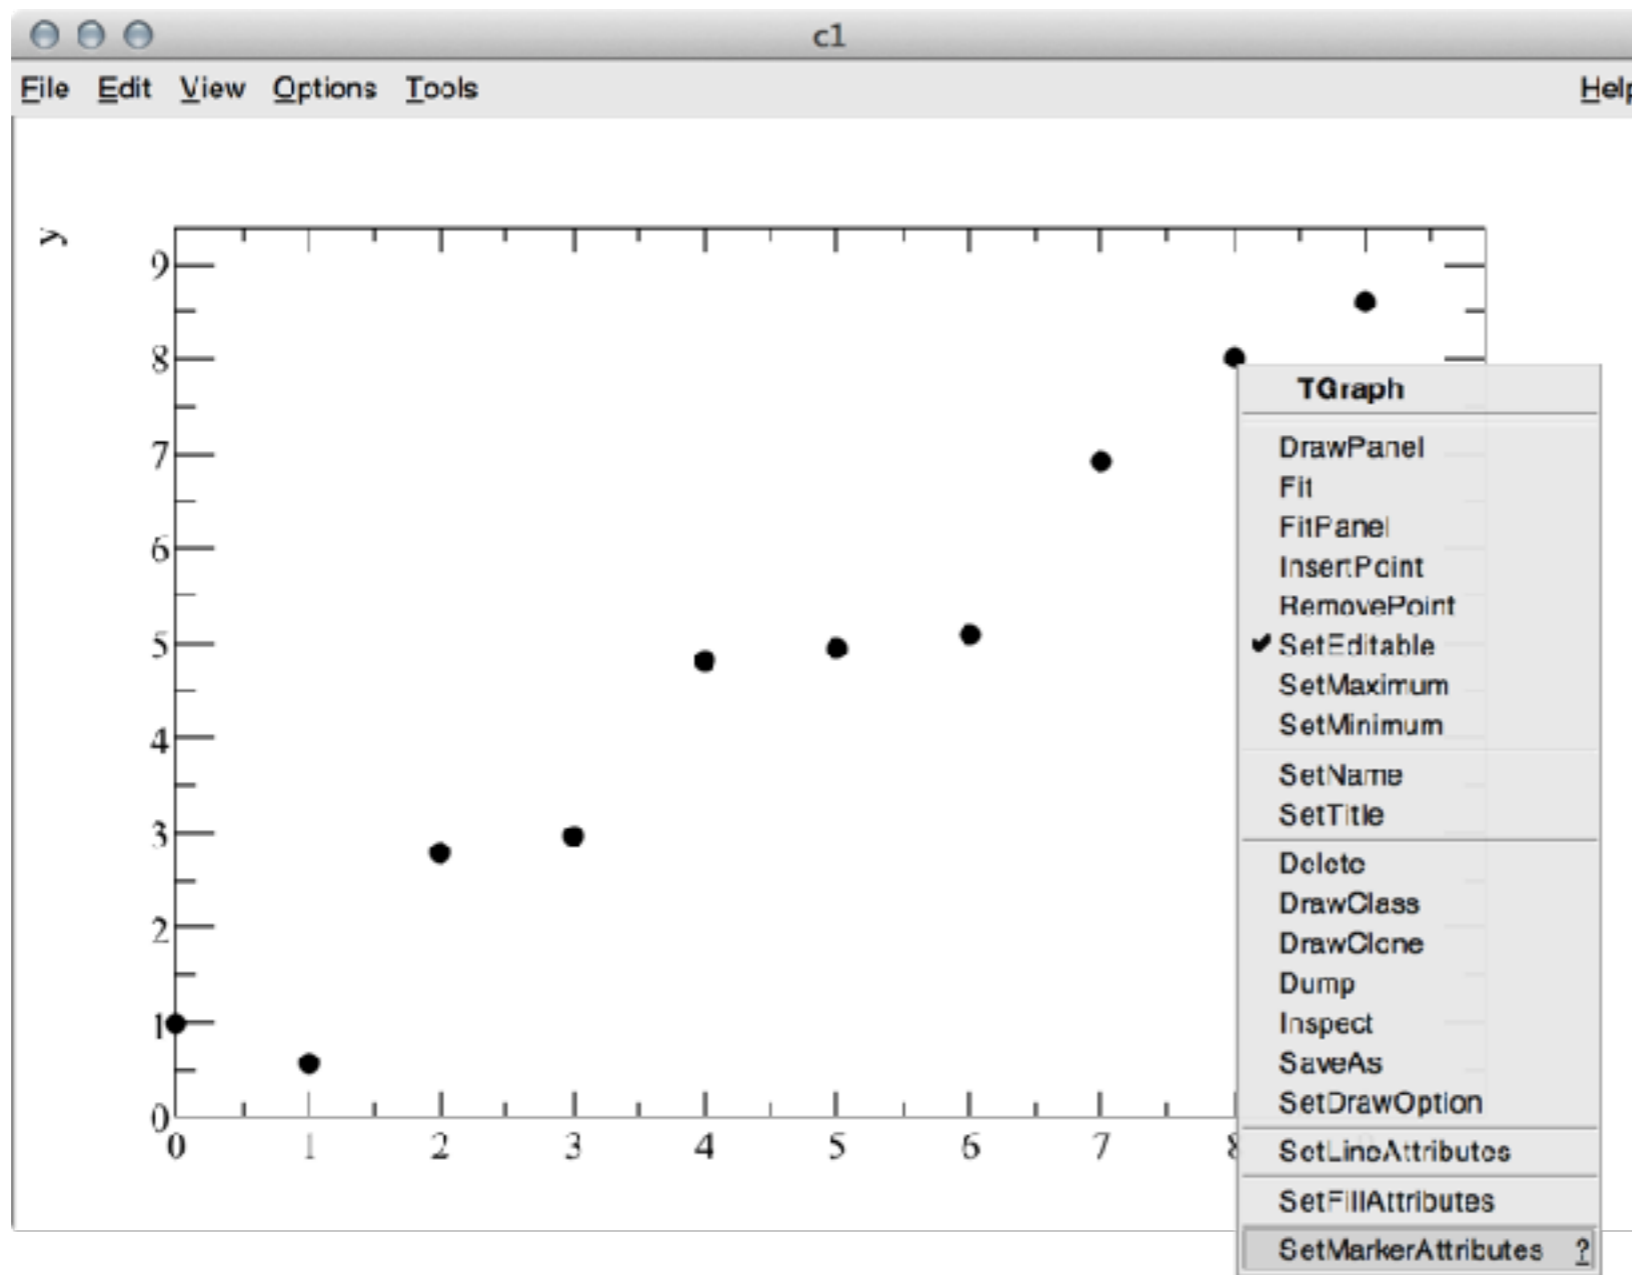 c1
File Edit View Options Tools
y
9
8
7
6
5
4
3
2
1
0
0 1 2 3 4 5 6 7 8
TGraph
DrawPanel
Fit
FitPanel
InsertPoint
RemovePoint
✔ SetEditable
SetMaximum
SetMinimum
SetName
SetTitle
Delete
DrawClass
DrawClone
Dump
Inspect
SaveAs
SetDrawOption
SetLineAttributes
SetFillAttributes
SetMarkerAttributes ?